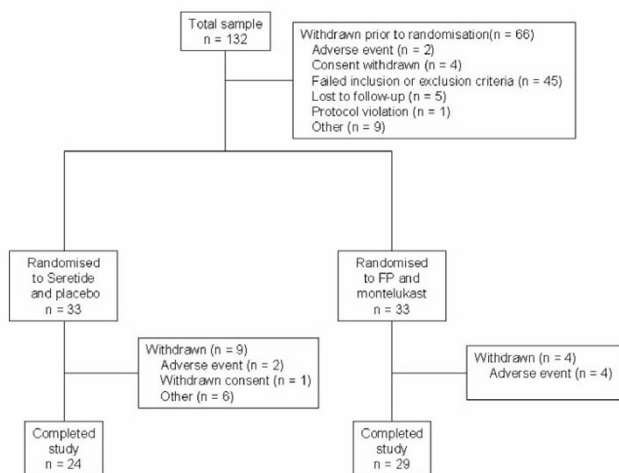 Total sample
n = 132
Withdrawn prior to randomisation(n = 66)
Adverse event (n = 2)
Consent withdrawn (n = 4)
Failed inclusion or exclusion criteria (n = 45)
Lost to follow-up (n = 5)
Protocol violation (n = 1)
Other (n = 9)
Randomised
to Seretide
and placebo
n = 33
Randomised
to FP and
montelukast
n = 33
Withdrawn (n = 9)
Adverse event (n = 2)
Withdrawn consent (n = 1)
Other (n = 6)
Withdrawn (n = 4)
Adverse event (n = 4)
Completed
study
n = 24
Completed
study
n = 29